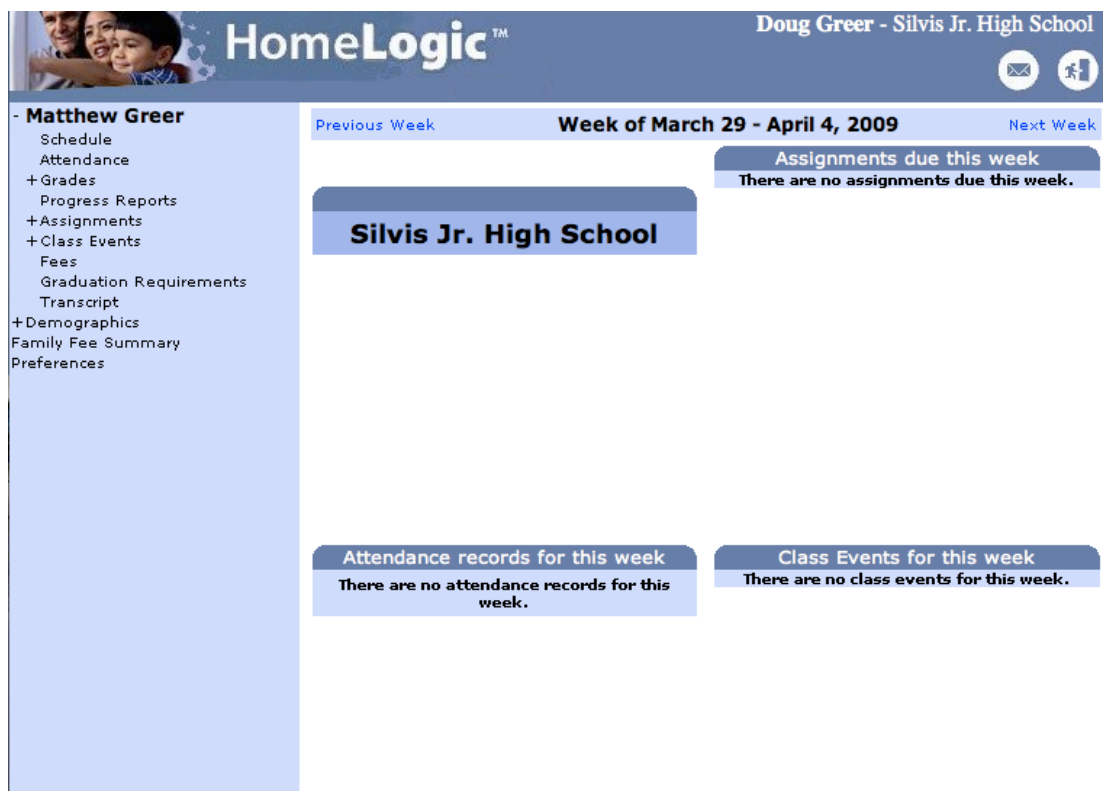 HomeLogic™
Doug Greer - Silvis Jr. High School
- Matthew Greer
Schedule
Attendance
+Grades
Progress Reports
+Assignments
+Class Events
Fees
Graduation Requirements
Transcript
+Demographics
Family Fee Summary
Preferences
Previous Week Week of March 29 - April 4, 2009 Next Week
Silvis Jr. High School
Assignments due this week
There are no assignments due this week.
Attendance records for this week
There are no attendance records for this
week.
Class Events for this week
There are no class events for this week.